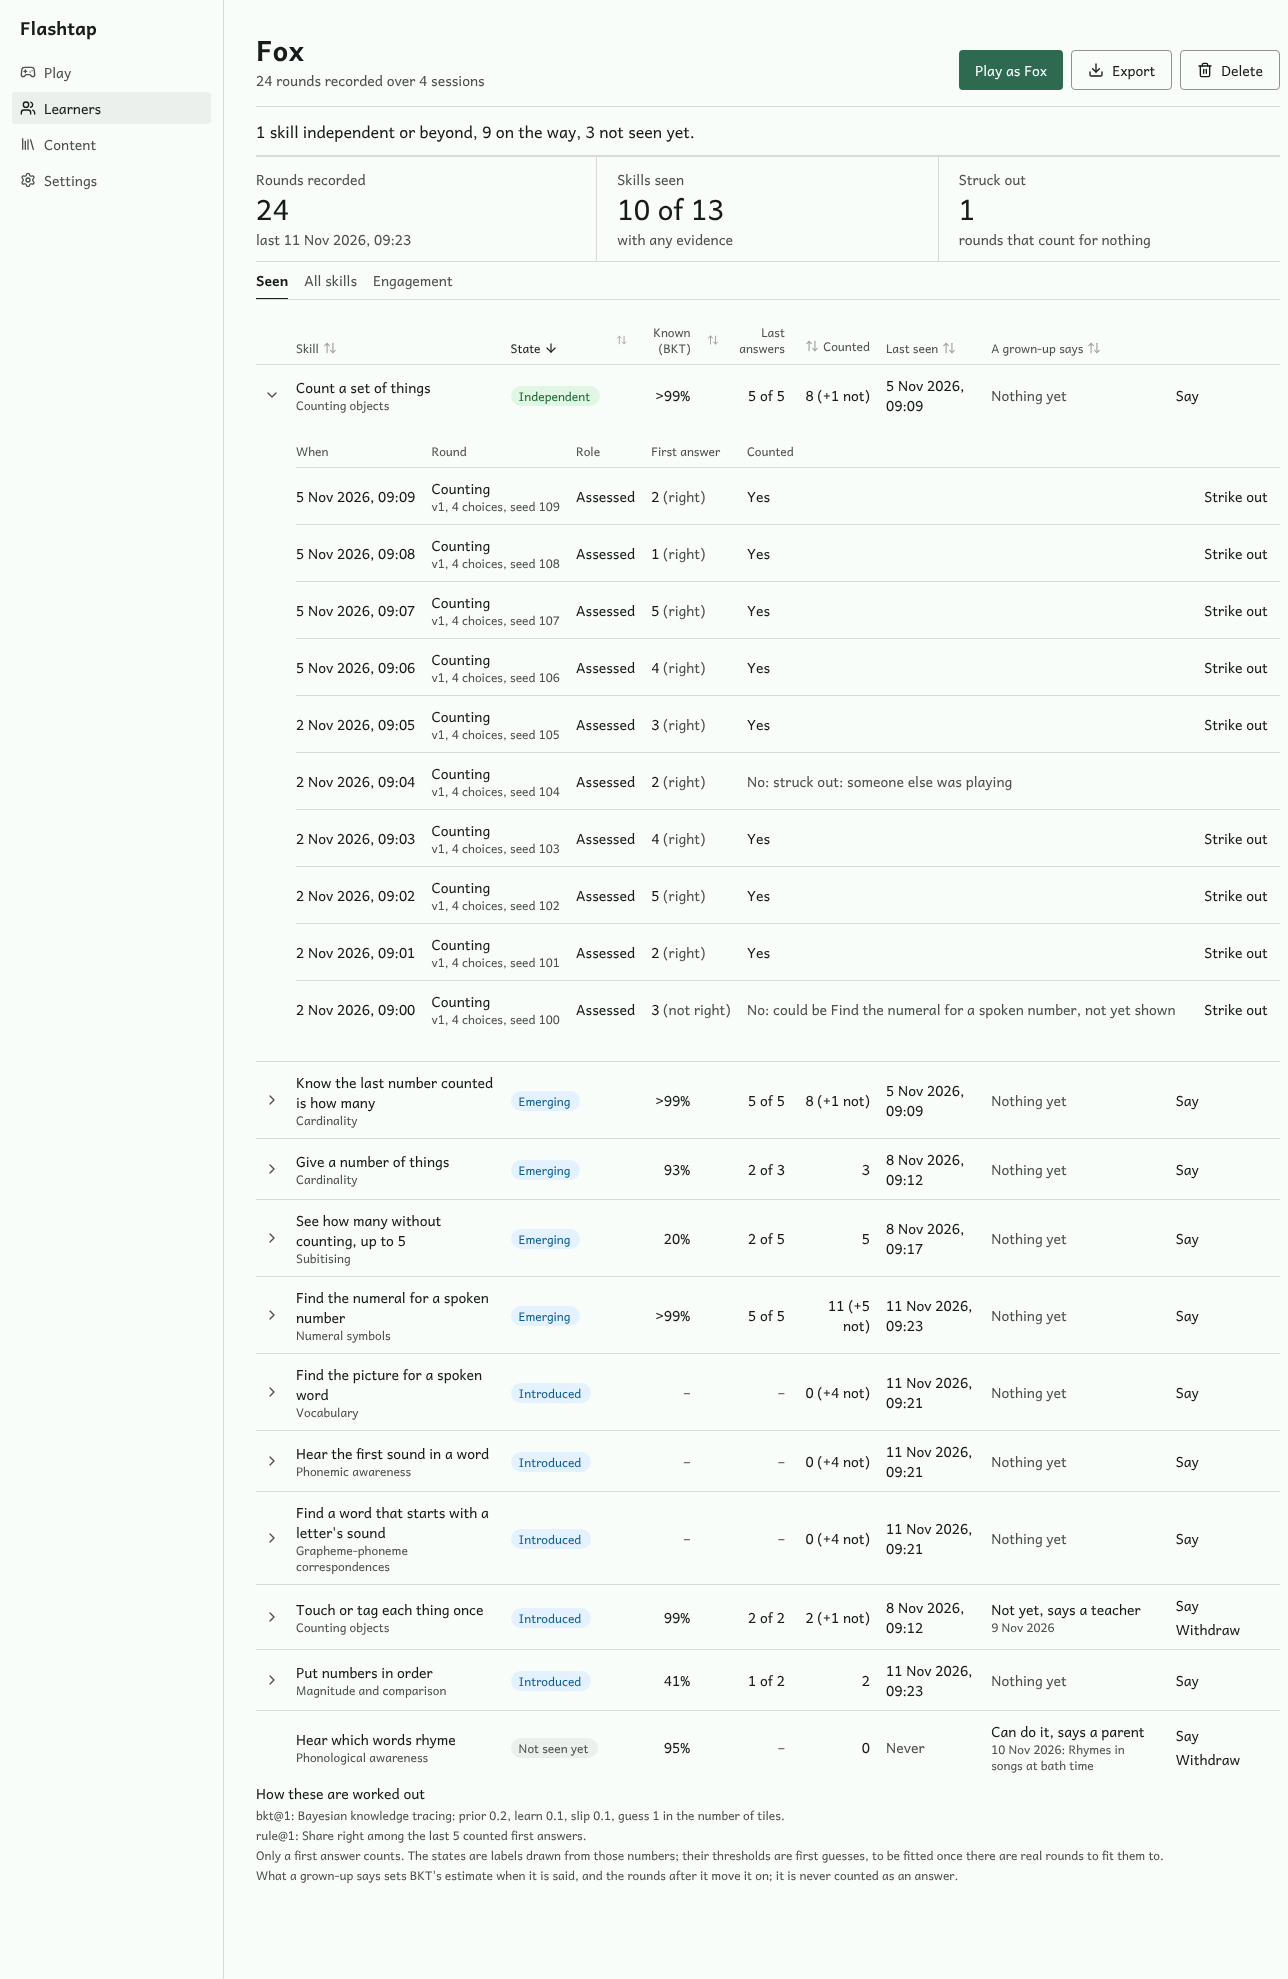 Flashtap
Play
Learners
Content
Settings
Fox
24 rounds recorded over 4 sessions
Play as Fox
Export
Delete
1 skill independent or beyond, 9 on the way, 3 not seen yet.
Rounds recorded
24
last 11 Nov 2026, 09:23
Skills seen
10 of 13
with any evidence
Struck out
1
rounds that count for nothing
Seen All skills Engagement
Skill State Known (BKT) Last answers Counted Last seen A grown-up says
Count a set of things
Counting objects
Independent >99% 5 of 5 8 (+1 not) 5 Nov 2026, 09:09 Nothing yet Say
When Round Role First answer Counted
5 Nov 2026, 09:09 Counting Assessed 2 (right) Yes Strike out
v1, 4 choices, seed 109
5 Nov 2026, 09:08 Counting Assessed 1 (right) Yes Strike out
v1, 4 choices, seed 108
5 Nov 2026, 09:07 Counting Assessed 5 (right) Yes Strike out
v1, 4 choices, seed 107
5 Nov 2026, 09:06 Counting Assessed 4 (right) Yes Strike out
v1, 4 choices, seed 106
2 Nov 2026, 09:05 Counting Assessed 3 (right) Yes Strike out
v1, 4 choices, seed 105
2 Nov 2026, 09:04 Counting Assessed 2 (right) No: struck out: someone else was playing
v1, 4 choices, seed 104
2 Nov 2026, 09:03 Counting Assessed 4 (right) Yes Strike out
v1, 4 choices, seed 103
2 Nov 2026, 09:02 Counting Assessed 5 (right) Yes Strike out
v1, 4 choices, seed 102
2 Nov 2026, 09:01 Counting Assessed 2 (right) Yes Strike out
v1, 4 choices, seed 101
2 Nov 2026, 09:00 Counting Assessed 3 (not right) No: could be Find the numeral for a spoken number, not yet shown Strike out
v1, 4 choices, seed 100
Know the last number counted
is how many
Cardinality
Emerging >99% 5 of 5 8 (+1 not) 5 Nov 2026, 09:09 Nothing yet Say
Give a number of things
Cardinality
Emerging 93% 2 of 3 3 8 Nov 2026, 09:12 Nothing yet Say
See how many without
counting, up to 5
Subitising
Emerging 20% 2 of 5 5 8 Nov 2026, 09:17 Nothing yet Say
Find the numeral for a spoken
number
Numeral symbols
Emerging >99% 5 of 5 11 (+5 not) 11 Nov 2026, 09:23 Nothing yet Say
Find the picture for a spoken
word
Vocabulary
Introduced – – 0 (+4 not) 11 Nov 2026, 09:21 Nothing yet Say
Hear the first sound in a word
Phonemic awareness
Introduced – – 0 (+4 not) 11 Nov 2026, 09:21 Nothing yet Say
Find a word that starts with a
letter's sound
Grapheme-phoneme
correspondences
Introduced – – 0 (+4 not) 11 Nov 2026, 09:21 Nothing yet Say
Touch or tag each thing once
Counting objects
Introduced 99% 2 of 2 2 (+1 not) 8 Nov 2026, 09:12 Not yet, says a teacher
9 Nov 2026
Say
Withdraw
Put numbers in order
Magnitude and comparison
Introduced 41% 1 of 2 2 11 Nov 2026, 09:23 Nothing yet Say
Hear which words rhyme
Phonological awareness
Not seen yet 95% – 0 Never Can do it, says a parent
10 Nov 2026: Rhymes in
songs at bath time
Say
Withdraw
How these are worked out
bkt@1: Bayesian knowledge tracing: prior 0.2, learn 0.1, slip 0.1, guess 1 in the number of tiles.
rule@1: Share right among the last 5 counted first answers.
Only a first answer counts. The states are labels drawn from those numbers; their thresholds are first guesses, to be fitted once there are real rounds to fit them to.
What a grown-up says sets BKT's estimate when it is said, and the rounds after it move it on; it is never counted as an answer.